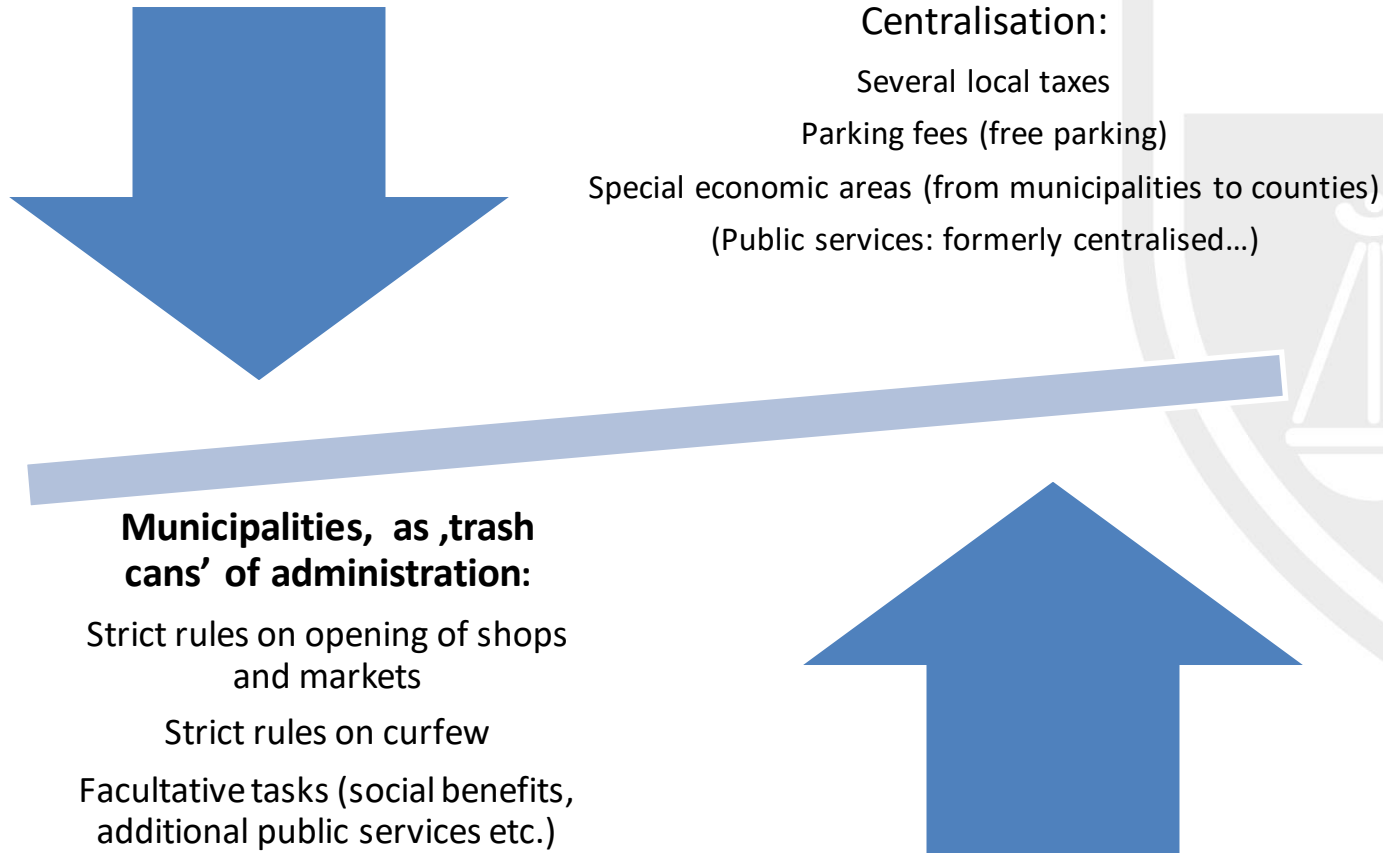 Centralisation:
Several local taxes
Parking fees (free parking)
Special economic areas (from municipalities to counties)
(Public services: formerly centralised…)
Municipalities, as ‚trash
cans’ of administration:
Strict rules on opening of shops
and markets
Strict rules on curfew
Facultative tasks (social benefits,
additional public services etc.)